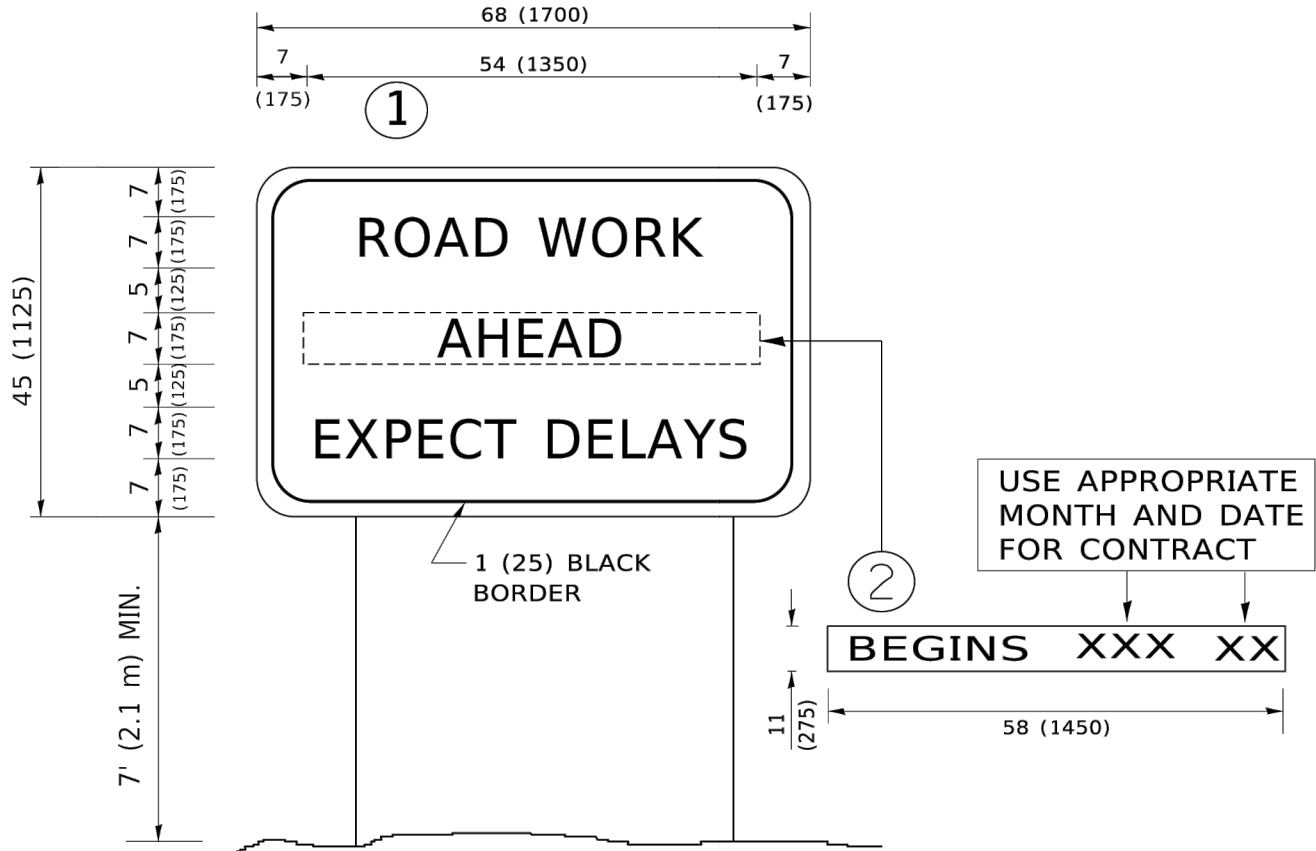 68 (1700)
7
54 (1350)
7
(175)
(175)
1
45 (1125)
7 (175)
7 (175)
5 (125)
7 (175)
5 (125)
7 (175)
7 (175)
ROAD WORK
AHEAD
EXPECT DELAYS
1 (25) BLACK
BORDER
7' (2.1 m) MIN.
USE APPROPRIATE
MONTH AND DATE
FOR CONTRACT
2
BEGINS XXX XX
11
(275)
58 (1450)